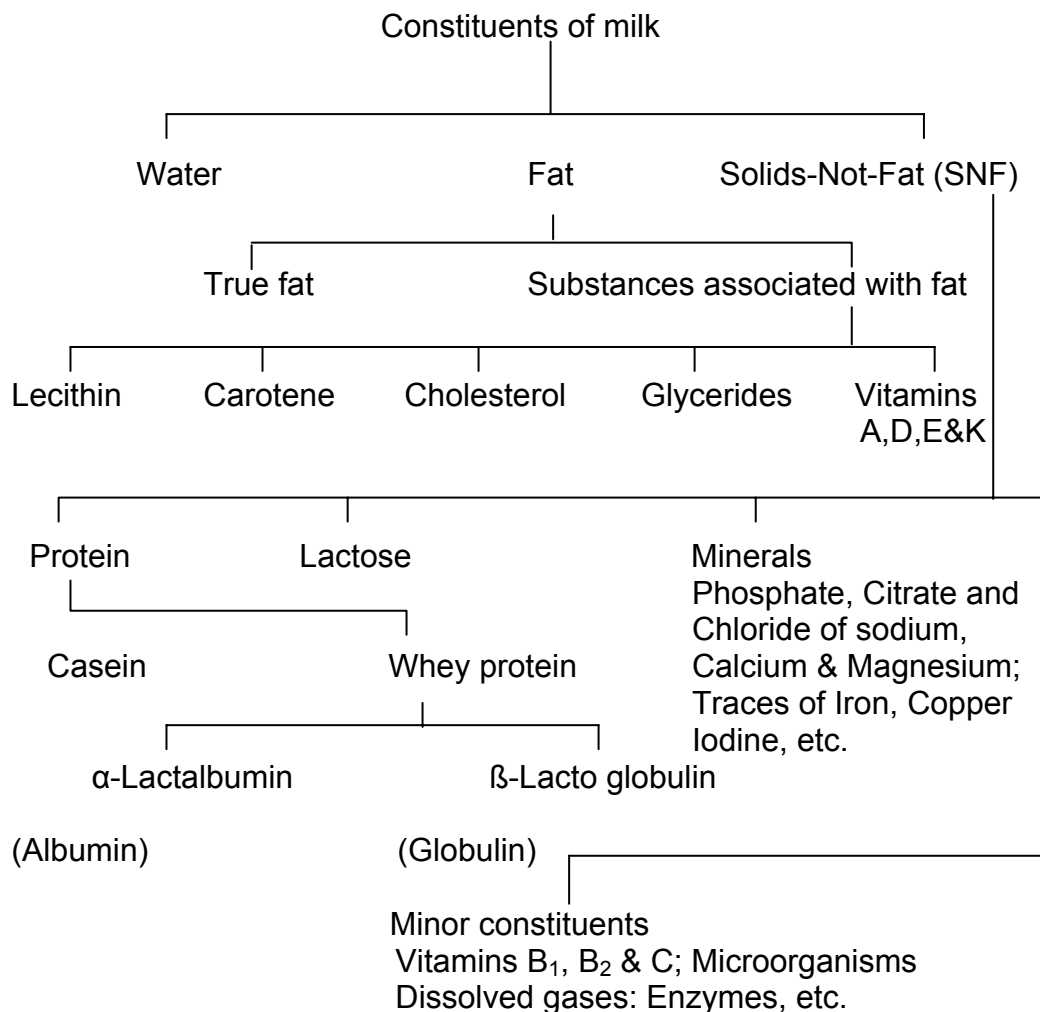 Constituents of milk
Water Fat Solids-Not-Fat (SNF)
True fat Substances associated with fat
Lecithin Carotene Cholesterol Glycerides Vitamins
A,D,E&K
Protein Lactose Minerals
Phosphate, Citrate and
Chloride of sodium,
Casein Whey protein Calcium & Magnesium;
Traces of Iron, Copper
Iodine, etc.
α-Lactalbumin ß-Lacto globulin
(Albumin) (Globulin)
Minor constituents
Vitamins B₁, B₂ & C; Microorganisms
Dissolved gases: Enzymes, etc.